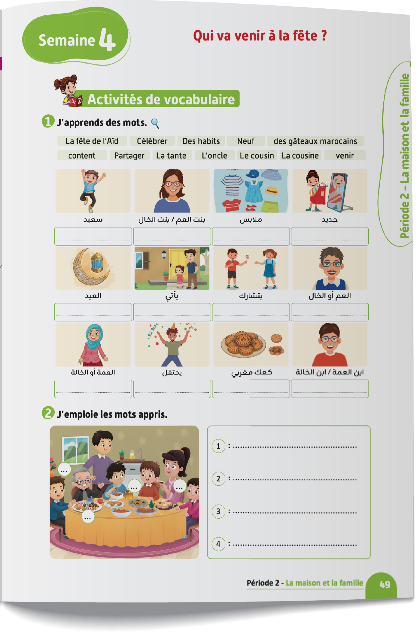 Semaine 4
Qui va venir à la fête ?
Activités de vocabulaire
1 J'apprends des mots.
La fête de l'Aïd Célébrer Des habits Neuf des gâteaux marocains
content Partager La tante L'oncle Le cousin La cousine venir
سعيد بنت العم / بنت الخال ملابس جديد
العيد يأتي يتشارك العم أو الخال
العمة أو الخالة يحتفل كعك مغربي ابن العمة / ابن الخالة
2 J'emploie les mots appris.
...
...
...
1 : ................................................
2 : ................................................
3 : ................................................
4 : ................................................
Période 2 - La maison et la famille
Période 2 - La maison et la famille 49